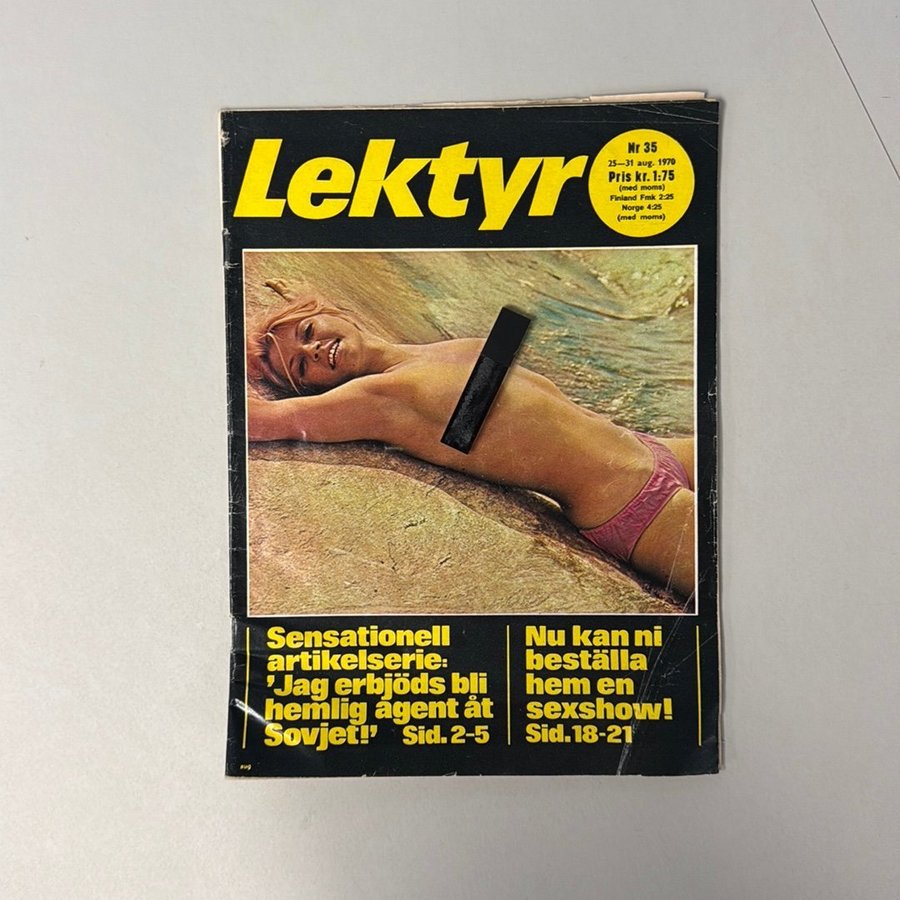 Lektyr
Nr 35
25—31 aug. 1970
Pris kr. 1:75
(med moms)
Finland Fmk 2:25
Norge 4:25
(med moms)
Sensationell
artikelserie:
'Jag erbjöds bli
hemlig agent åt
Sovjet!' Sid. 2-5
Nu kan ni
beställa
hem en
sexshow!
Sid.18-21
aug